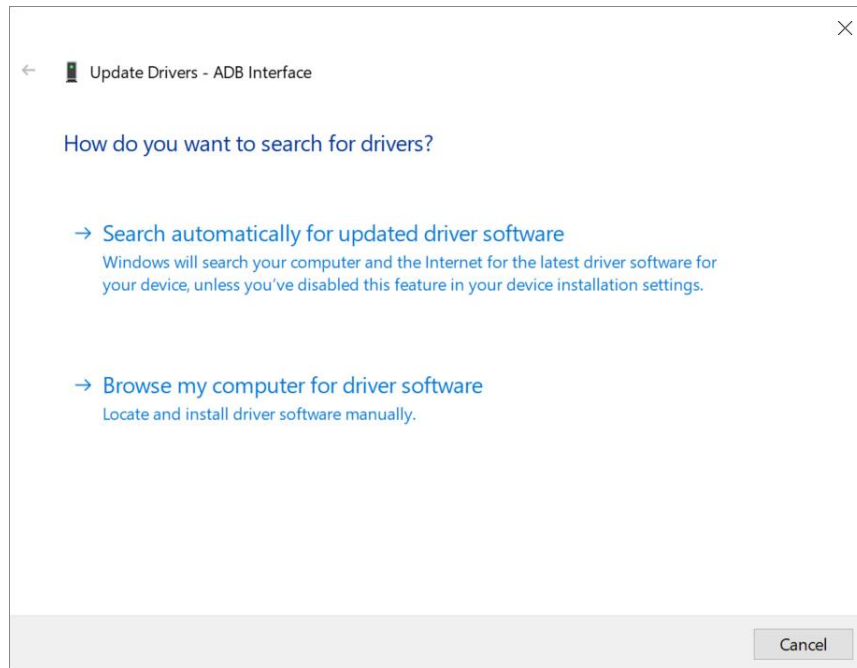 Update Drivers - ADB Interface
How do you want to search for drivers?
Search automatically for updated driver software
Windows will search your computer and the Internet for the latest driver software for
your device, unless you've disabled this feature in your device installation settings.
Browse my computer for driver software
Locate and install driver software manually.
Cancel